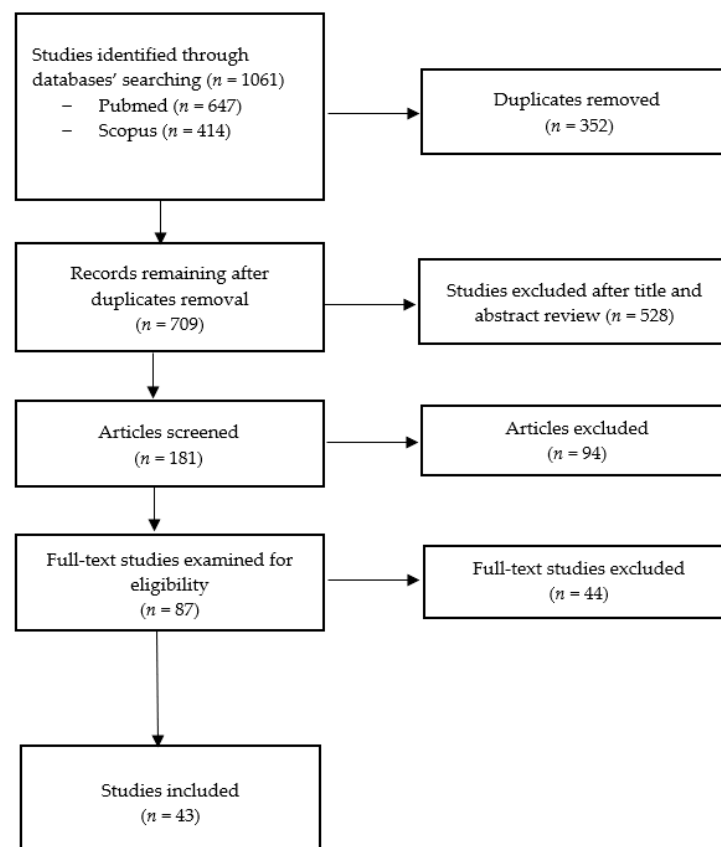 Studies identified through
databases' searching (n = 1061)
– Pubmed (n = 647)
– Scopus (n = 414)
Duplicates removed
(n = 352)
Records remaining after
duplicates removal
(n = 709)
Studies excluded after title and
abstract review (n = 528)
Articles screened
(n = 181)
Articles excluded
(n = 94)
Full-text studies examined for
eligibility
(n = 87)
Full-text studies excluded
(n = 44)
Studies included
(n = 43)